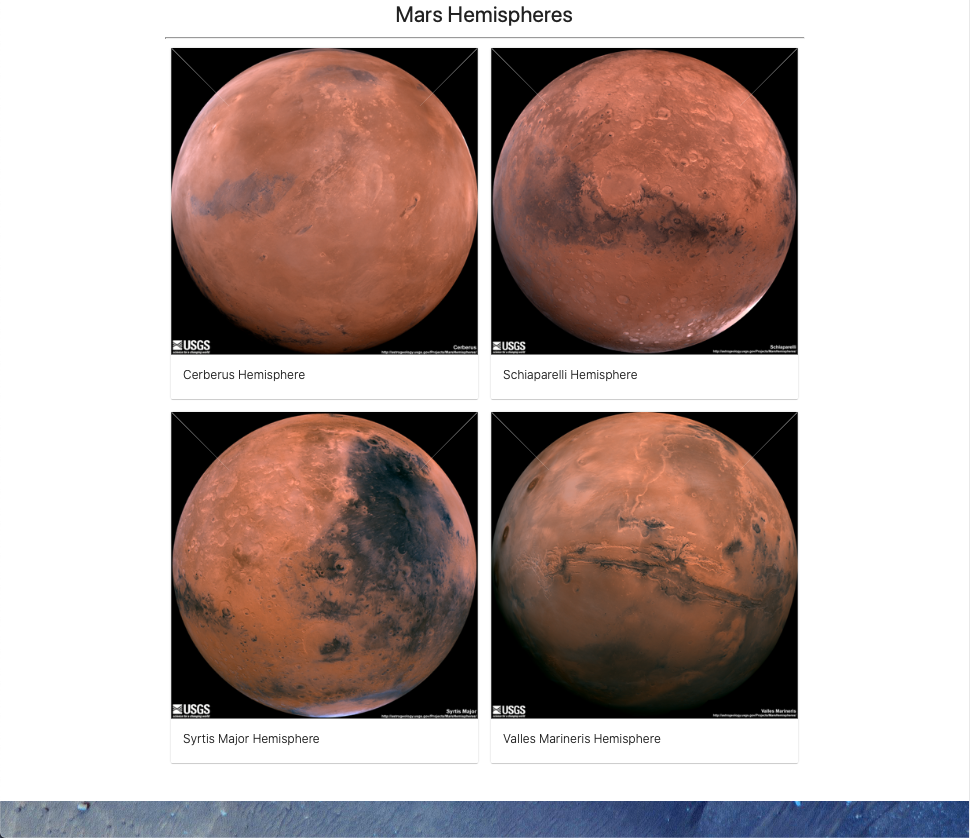 Mars Hemispheres
USGS
science for a changing world
Cerberus
http://astrogeology.usgs.gov/Projects/MarsHemispheres/
USGS
science for a changing world
Schiaparelli
http://astrogeology.usgs.gov/Projects/MarsHemispheres/
Cerberus Hemisphere
Schiaparelli Hemisphere
USGS
science for a changing world
Syrtis Major
http://astrogeology.usgs.gov/Projects/MarsHemispheres/
USGS
science for a changing world
Valles Marineris
http://astrogeology.usgs.gov/Projects/MarsHemispheres/
Syrtis Major Hemisphere
Valles Marineris Hemisphere